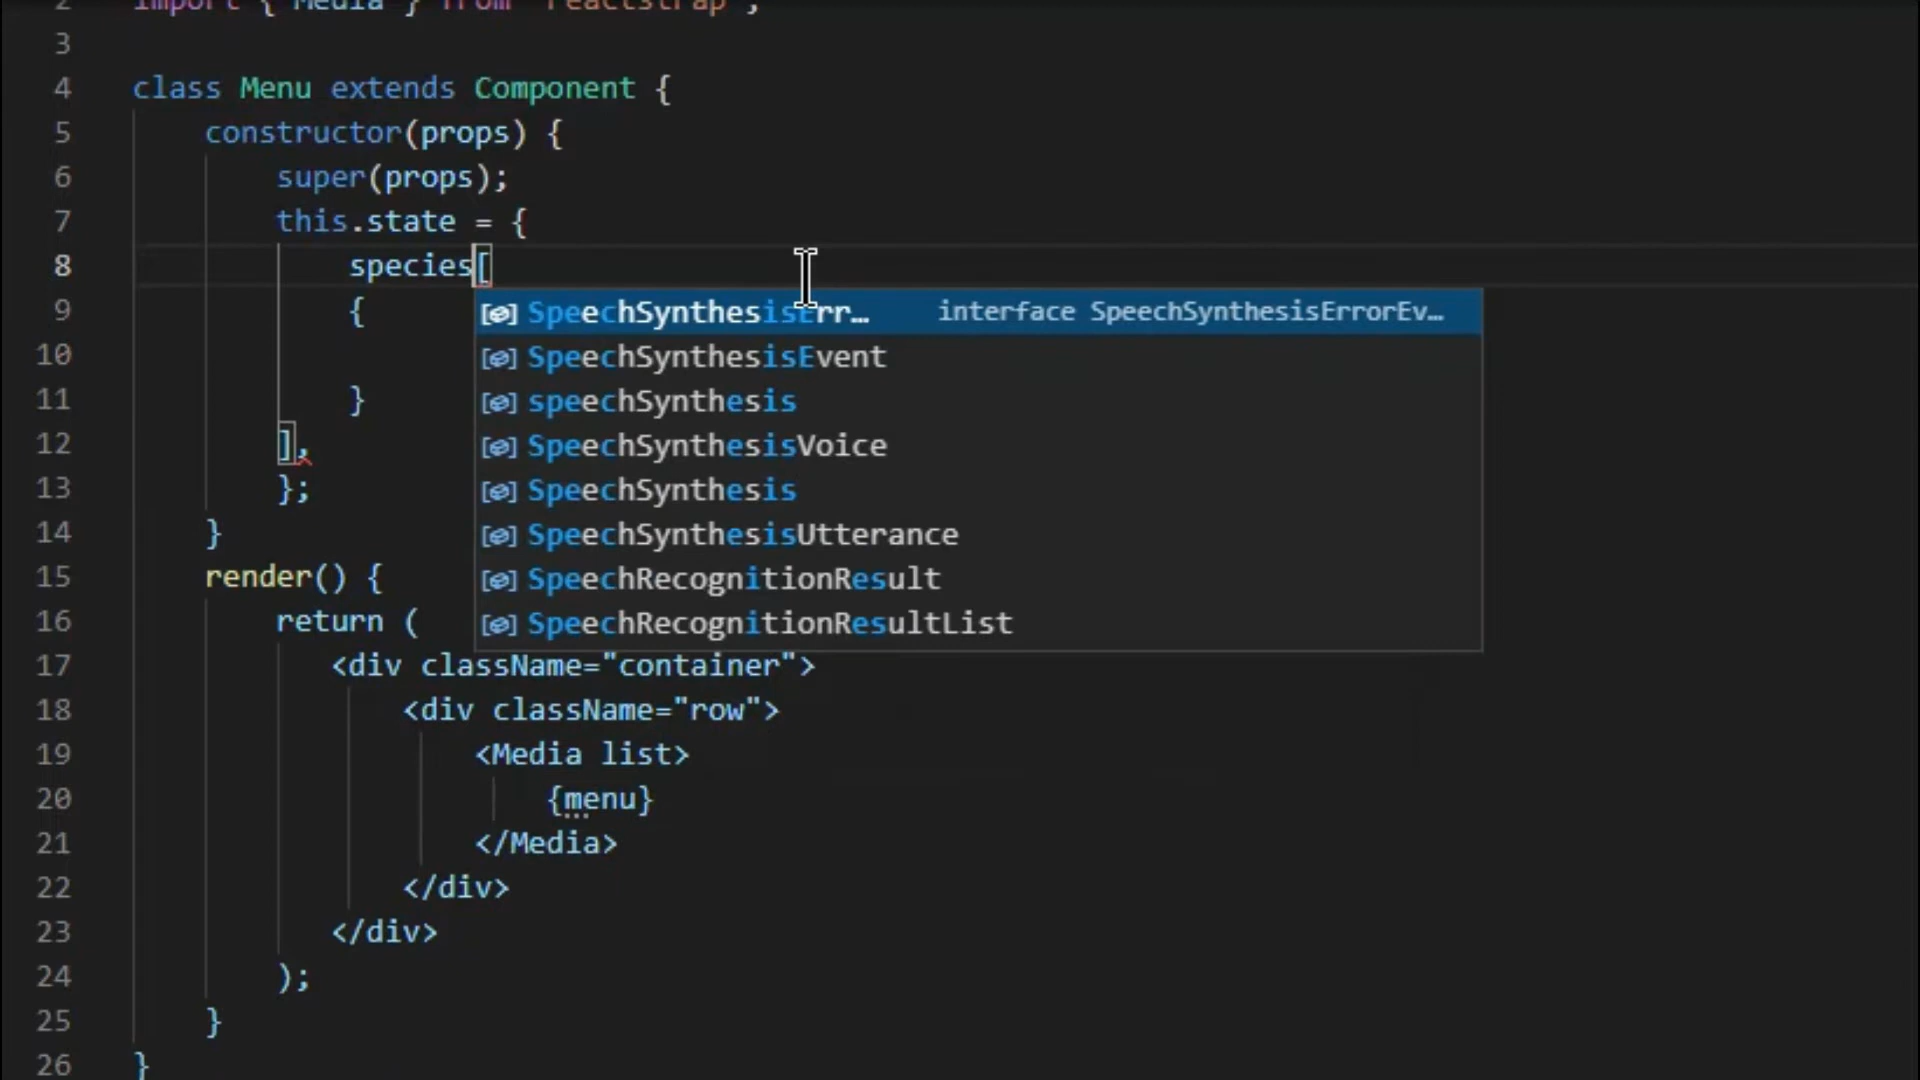 2 import { Media } from 'reactstrap';
3
4 class Menu extends Component {
5 constructor(props) {
6 super(props);
7 this.state = {
8 species[
9 {
SpeechSynthesisErr… interface SpeechSynthesisErrorEv…
10
SpeechSynthesisEvent
11 }
speechSynthesis
12 ],
SpeechSynthesisVoice
13 };
SpeechSynthesis
14 }
SpeechSynthesisUtterance
15 render() {
SpeechRecognitionResult
16 return (
SpeechRecognitionResultList
17 <div className="container">
18 <div className="row">
19 <Media list>
20 {menu}
21 </Media>
22 </div>
23 </div>
24 );
25 }
26 }